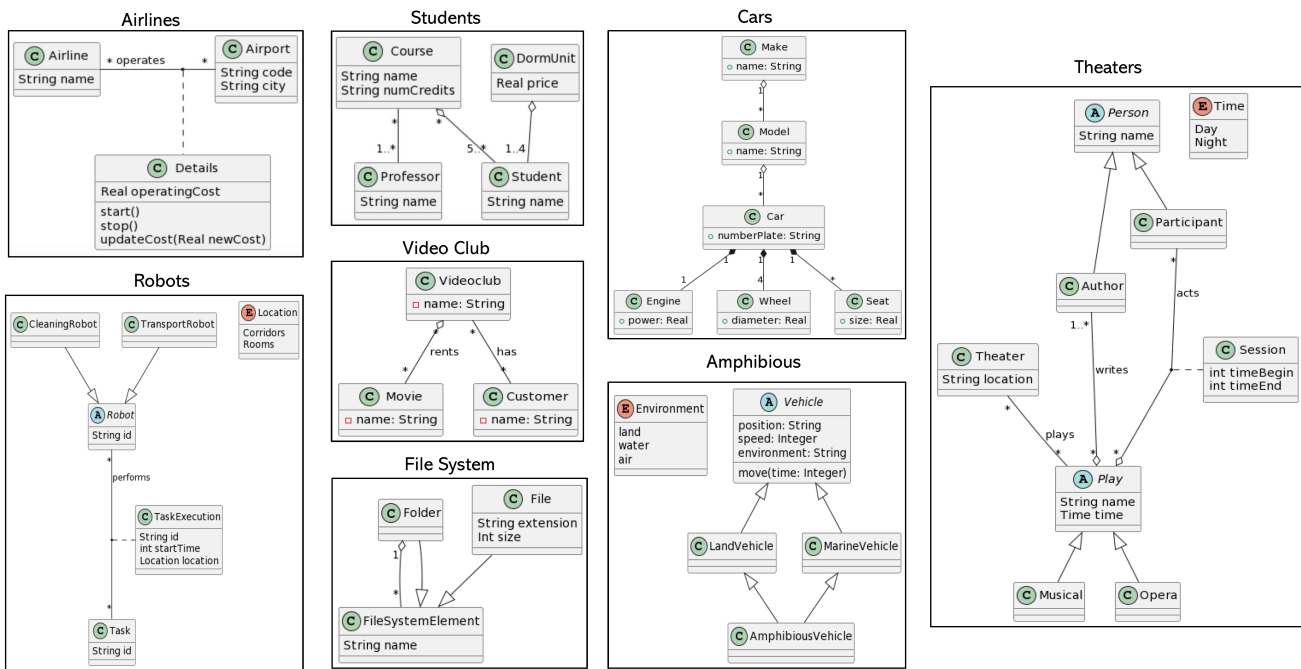 Airlines
C Airline
String name
* operates *
C Airport
String code
String city
C Details
Real operatingCost
start()
stop()
updateCost(Real newCost)
Robots
C CleaningRobot
C TransportRobot
E Location
Corridors
Rooms
A Robot
String id
*
performs
C TaskExecution
String id
int startTime
Location location
*
C Task
String id
Students
C Course
String name
String numCredits
C DormUnit
Real price
* *
1..* 5..* 1..4
C Professor
String name
C Student
String name
Video Club
C Videoclub
name: String
* *
rents has
* *
C Movie
name: String
C Customer
name: String
File System
C Folder
C File
String extension
Int size
1
*
C FileSystemElement
String name
Cars
C Make
name: String
1
*
C Model
name: String
1
*
C Car
numberPlate: String
1 1 1
1 4 *
C Engine
power: Real
C Wheel
diameter: Real
C Seat
size: Real
Amphibious
E Environment
land
water
air
A Vehicle
position: String
speed: Integer
environment: String
move(time: Integer)
C LandVehicle
C MarineVehicle
C AmphibiousVehicle
Theaters
A Person
String name
E Time
Day
Night
C Participant
*
acts
C Author
1..*
writes
C Theater
String location
*
plays
*
C Session
int timeBegin
int timeEnd
* *
A Play
String name
Time time
C Musical
C Opera